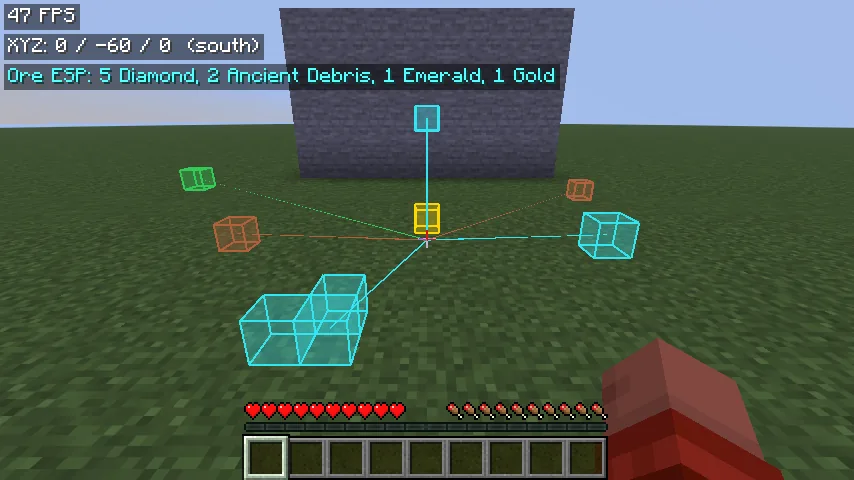 47 FPS
XYZ: 0 / -60 / 0 (south)
Ore ESP: 5 Diamond, 2 Ancient Debris, 1 Emerald, 1 Gold